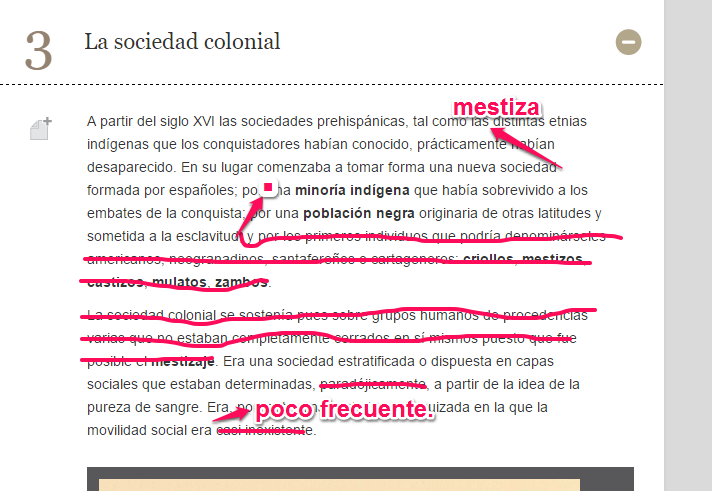 3 La sociedad colonial
mestiza
A partir del siglo XVI las sociedades prehispánicas, tal como las distintas etnias
indígenas que los conquistadores habían conocido, prácticamente habían
desaparecido. En su lugar comenzaba a tomar forma una nueva sociedad
formada por españoles; por una minoría indígena que había sobrevivido a los
embates de la conquista; por una población negra originaria de otras latitudes y
sometida a la esclavitud y por los primeros individuos que podría denominárseles
americanos, neogranadinos, santafereños o cartageneros: criollos, mestizos,
castizos, mulatos, zambos.
La sociedad colonial se sostenía pues sobre grupos humanos de procedencias
varias que no estaban completamente cerrados en sí mismos puesto que fue
posible el mestizaje. Era una sociedad estratificada o dispuesta en capas
sociales que estaban determinadas, paradójicamente, a partir de la idea de la
pureza de sangre. Era, en la que la
poco frecuente.
movilidad social era casi inexistente.